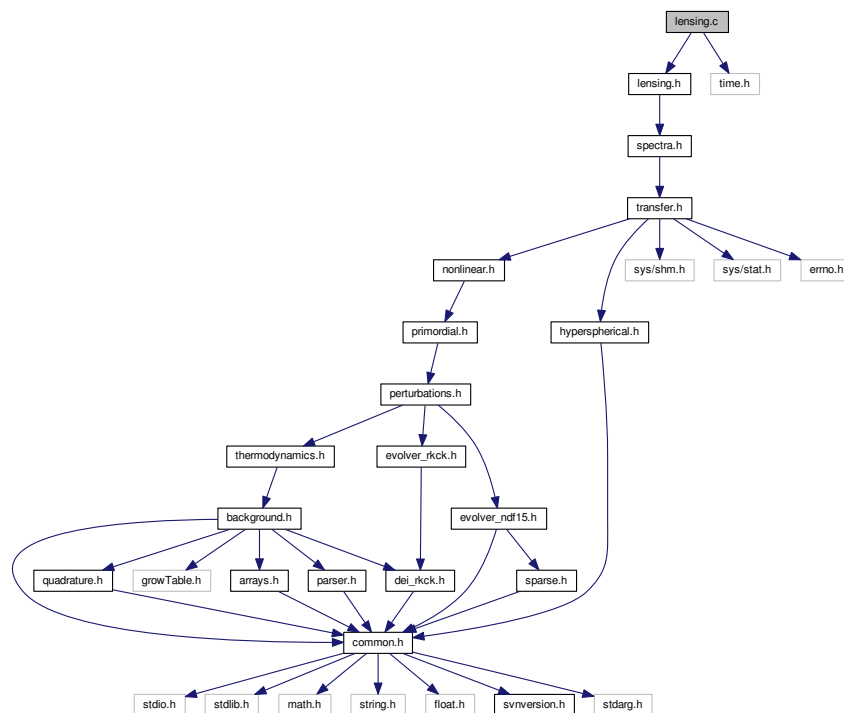 lensing.c
lensing.h
time.h
spectra.h
transfer.h
nonlinear.h
sys/shm.h
sys/stat.h
errno.h
primordial.h
hyperspherical.h
perturbations.h
thermodynamics.h
evolver_rkck.h
background.h
evolver_ndf15.h
quadrature.h
growTable.h
arrays.h
parser.h
dei_rkck.h
sparse.h
common.h
stdio.h
stdlib.h
math.h
string.h
float.h
svnversion.h
stdarg.h